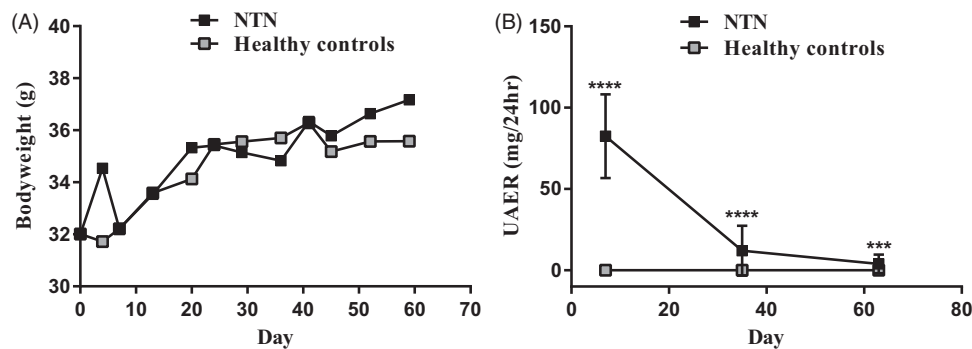 (A)
NTN
Healthy controls
Bodyweight (g)
40
38
36
34
32
30
0 10 20 30 40 50 60 70
Day
(B)
NTN
Healthy controls
UAER (mg/24hr)
150
100
50
0
****
****
***
0 20 40 60 80
Day